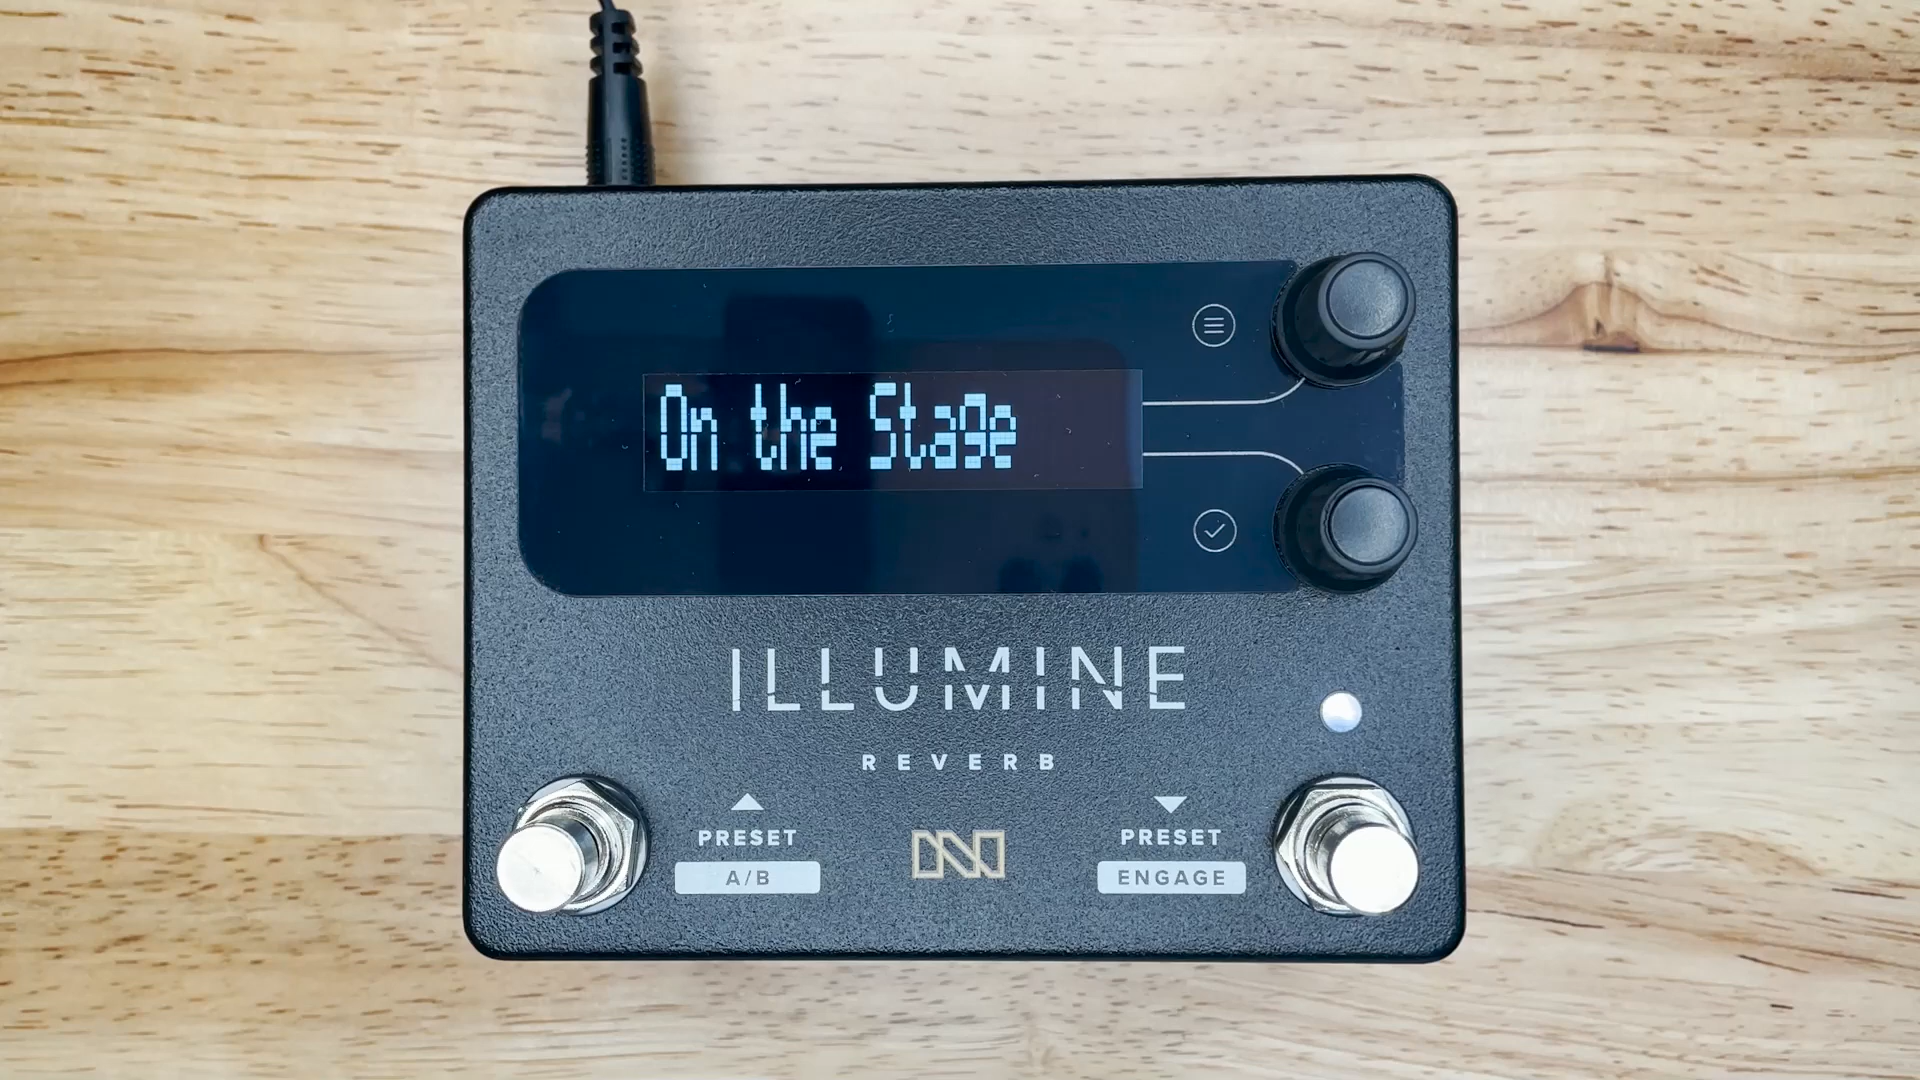 On the Stage
ILLUMINE
REVERB
PRESET
A/B
PRESET
ENGAGE